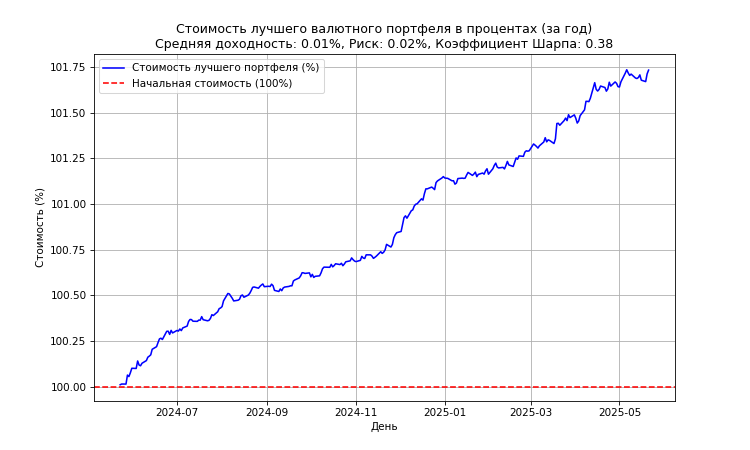 Стоимость лучшего валютного портфеля в процентах (за год)
Средняя доходность: 0.01%, Риск: 0.02%, Коэффициент Шарпа: 0.38
Стоимость лучшего портфеля (%)
Начальная стоимость (100%)
Стоимость (%)
101.75
101.50
101.25
101.00
100.75
100.50
100.25
100.00
2024-07
2024-09
2024-11
2025-01
2025-03
2025-05
День